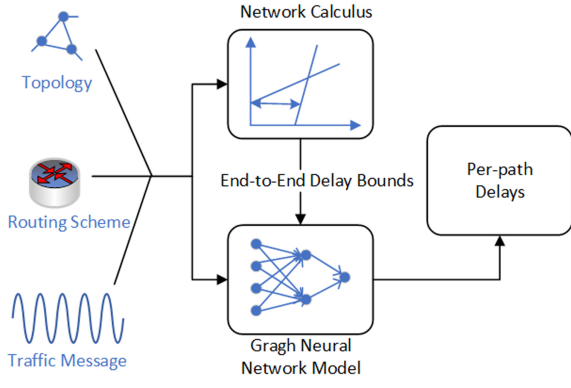 Network Calculus
Topology
End-to-End Delay Bounds
Per-path
Delays
Routing Scheme
Traffic Message
Gragh Neural
Network Model